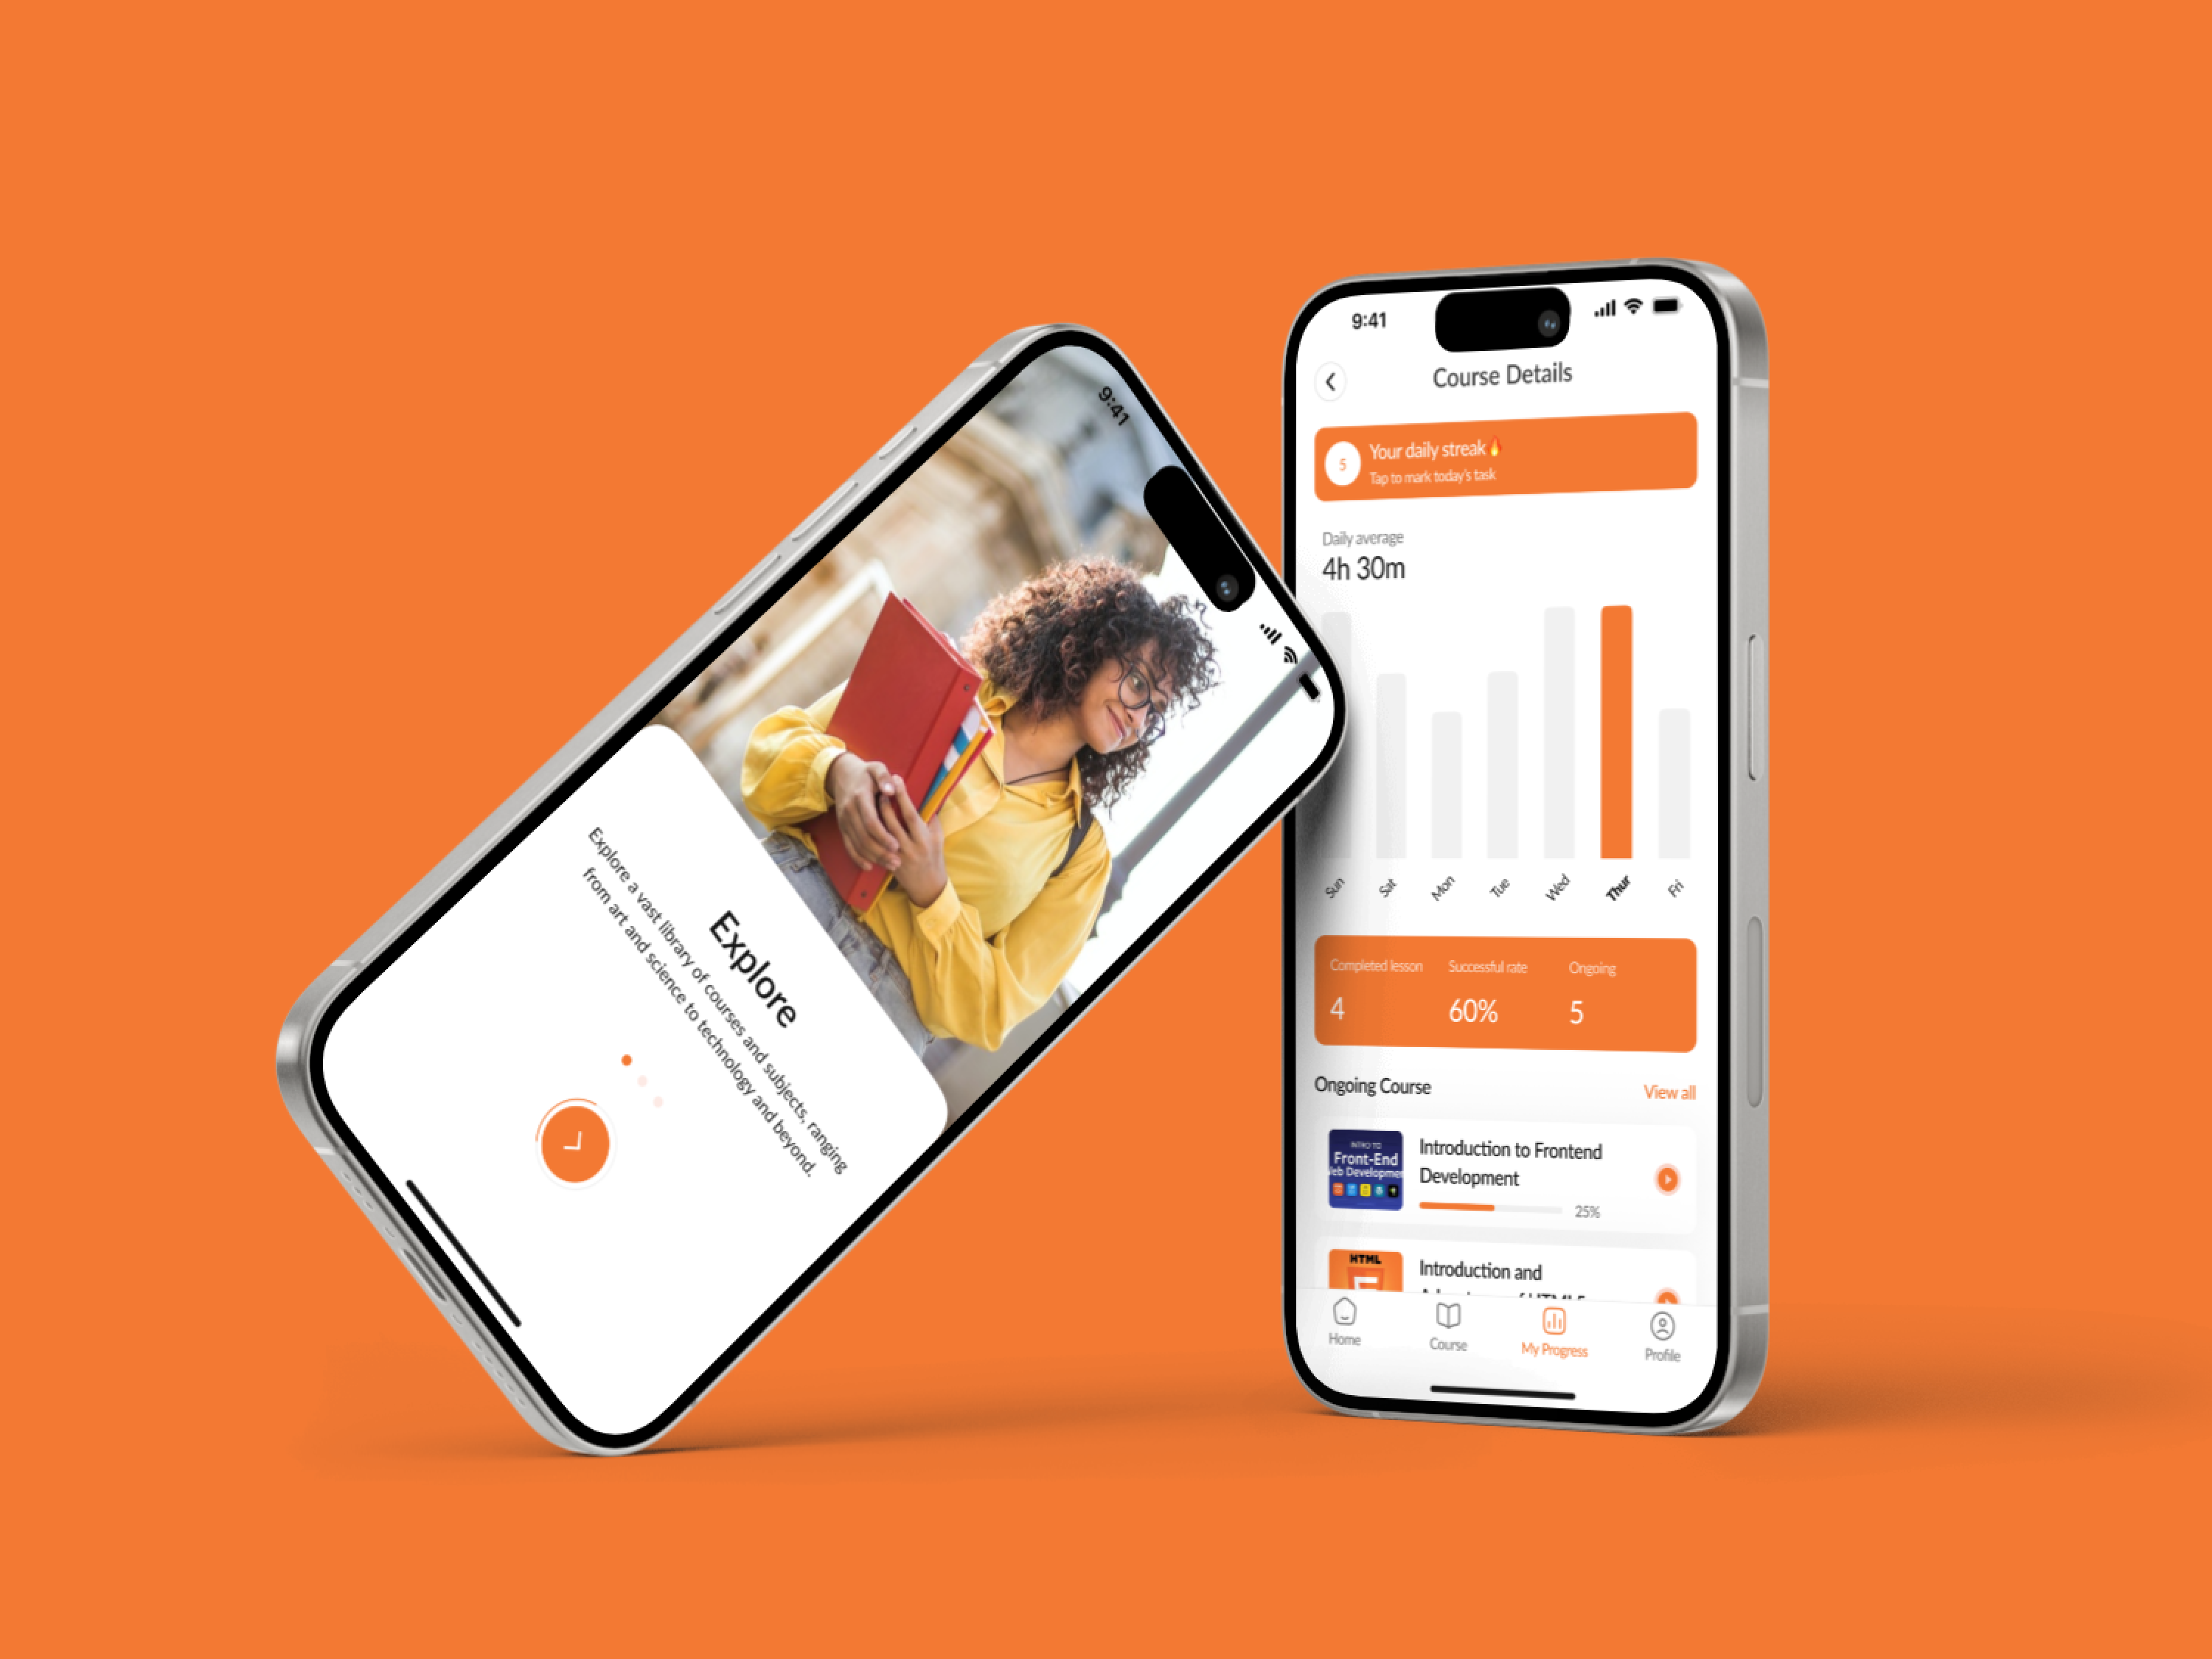 9:41
Explore
Explore a vast library of courses and subjects, ranging
from art and science to technology and beyond.
9:41
Course Details
5
Your daily streak🔥
Tap to mark today's task
Daily average
4h 30m
Sun Sat Mon Tue Wed Thur Fri
Completed lesson Successful rate Ongoing
4 60% 5
Ongoing Course View all
INTRO TO
Front-End
Web Developmen
Introduction to Frontend
Development
25%
HTML
Introduction and
Home Course My Progress Profile